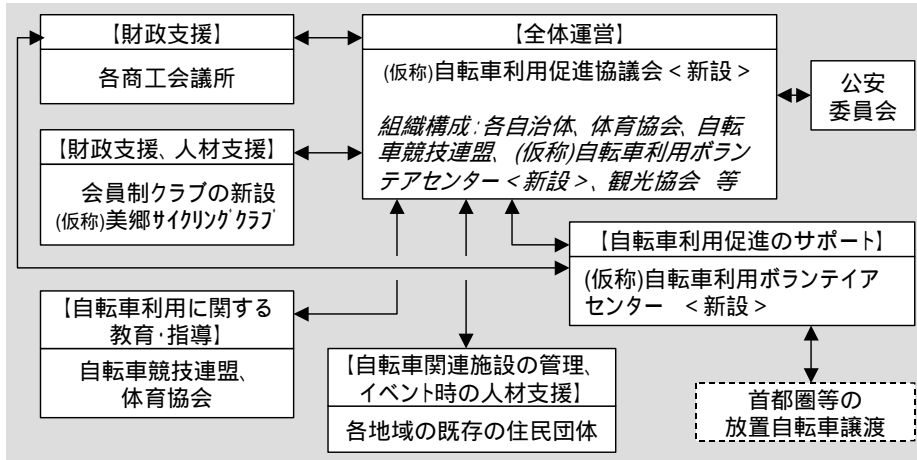 【財政支援】
各商工会議所
【全体運営】
(仮称)自転車利用促進協議会<新設>
組織構成:各自治体、体育協会、自転
車競技連盟、(仮称)自転車利用ボラン
テアセンター<新設>、観光協会 等
公安
委員会
【財政支援、人材支援】
会員制クラブの新設
(仮称)美郷ｻｲｸﾘﾝｸﾞｸﾗﾌﾞ
【自転車利用促進のサポート】
(仮称)自転車利用ボランテイア
センター <新設>
【自転車利用に関する
教育・指導】
自転車競技連盟、
体育協会
【自転車関連施設の管理、
イベント時の人材支援】
各地域の既存の住民団体
首都圏等の
放置自転車譲渡